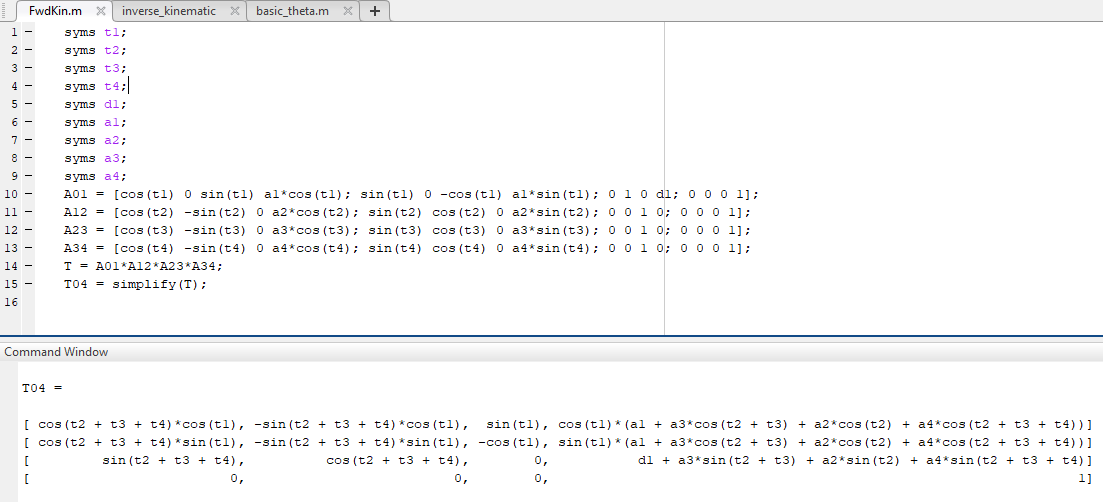 FwdKin.m × inverse_kinematic × basic_theta.m × +
1 - syms t1;
2 - syms t2;
3 - syms t3;
4 - syms t4;
5 - syms d1;
6 - syms a1;
7 - syms a2;
8 - syms a3;
9 - syms a4;
10 - A01 = [cos(t1) 0 sin(t1) a1*cos(t1); sin(t1) 0 -cos(t1) a1*sin(t1); 0 1 0 d1; 0 0 0 1];
11 - A12 = [cos(t2) -sin(t2) 0 a2*cos(t2); sin(t2) cos(t2) 0 a2*sin(t2); 0 0 1 0; 0 0 0 1];
12 - A23 = [cos(t3) -sin(t3) 0 a3*cos(t3); sin(t3) cos(t3) 0 a3*sin(t3); 0 0 1 0; 0 0 0 1];
13 - A34 = [cos(t4) -sin(t4) 0 a4*cos(t4); sin(t4) cos(t4) 0 a4*sin(t4); 0 0 1 0; 0 0 0 1];
14 - T = A01*A12*A23*A34;
15 - T04 = simplify(T);
16
Command Window
T04 =
[ cos(t2 + t3 + t4)*cos(t1), -sin(t2 + t3 + t4)*cos(t1), sin(t1), cos(t1)*(a1 + a3*cos(t2 + t3) + a2*cos(t2) + a4*cos(t2 + t3 + t4))]
[ cos(t2 + t3 + t4)*sin(t1), -sin(t2 + t3 + t4)*sin(t1), -cos(t1), sin(t1)*(a1 + a3*cos(t2 + t3) + a2*cos(t2) + a4*cos(t2 + t3 + t4))]
[ sin(t2 + t3 + t4), cos(t2 + t3 + t4), 0, d1 + a3*sin(t2 + t3) + a2*sin(t2) + a4*sin(t2 + t3 + t4)]
[ 0, 0, 0, 1]